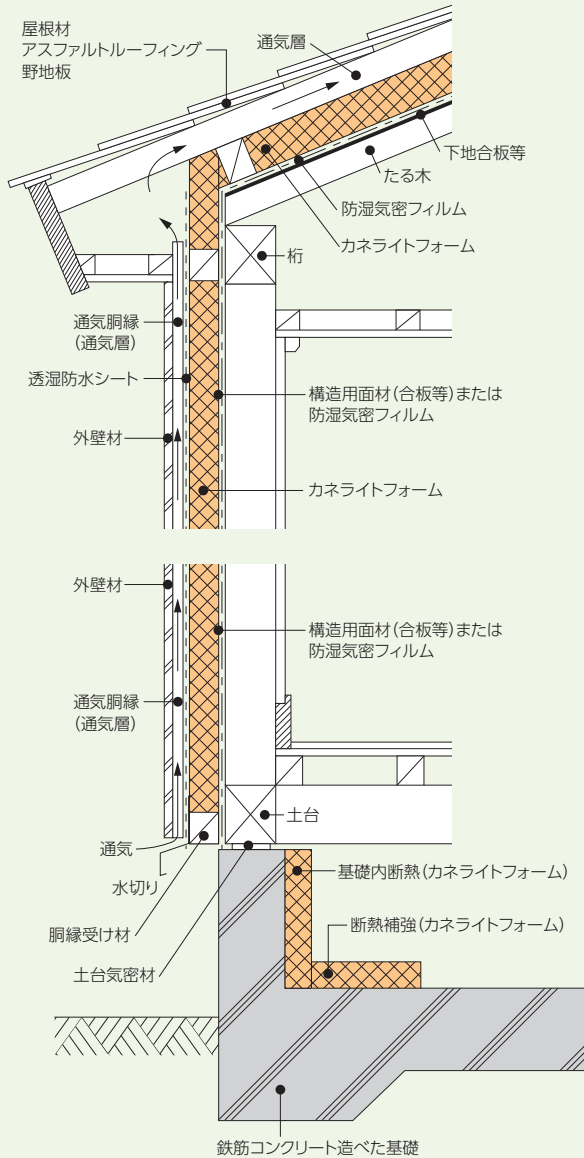 屋根材
アスファルトルーフィング
野地板
通気層
下地合板等
たる木
防湿気密フィルム
カネライトフォーム
桁
通気胴縁
(通気層)
透湿防水シート
構造用面材(合板等)または
防湿気密フィルム
外壁材
カネライトフォーム
外壁材
構造用面材(合板等)または
防湿気密フィルム
通気胴縁
(通気層)
土台
通気
水切り
基礎内断熱(カネライトフォーム)
胴縁受け材
断熱補強(カネライトフォーム)
土台気密材
鉄筋コンクリート造べた基礎